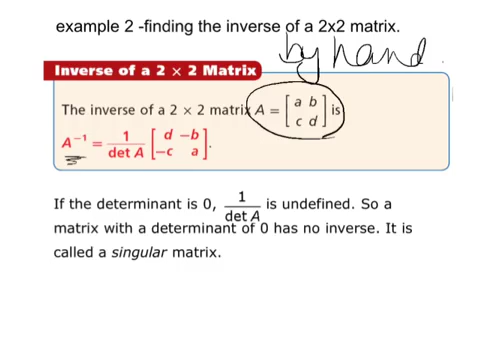 example 2 -finding the inverse of a 2x2 matrix.
by hand
Inverse of a 2 × 2 Matrix
The inverse of a 2 × 2 matrix A = [a b
c d] is
A⁻¹ = 1/det A [d −b
−c a].
If the determinant is 0, 1/det A is undefined. So a
matrix with a determinant of 0 has no inverse. It is
called a singular matrix.